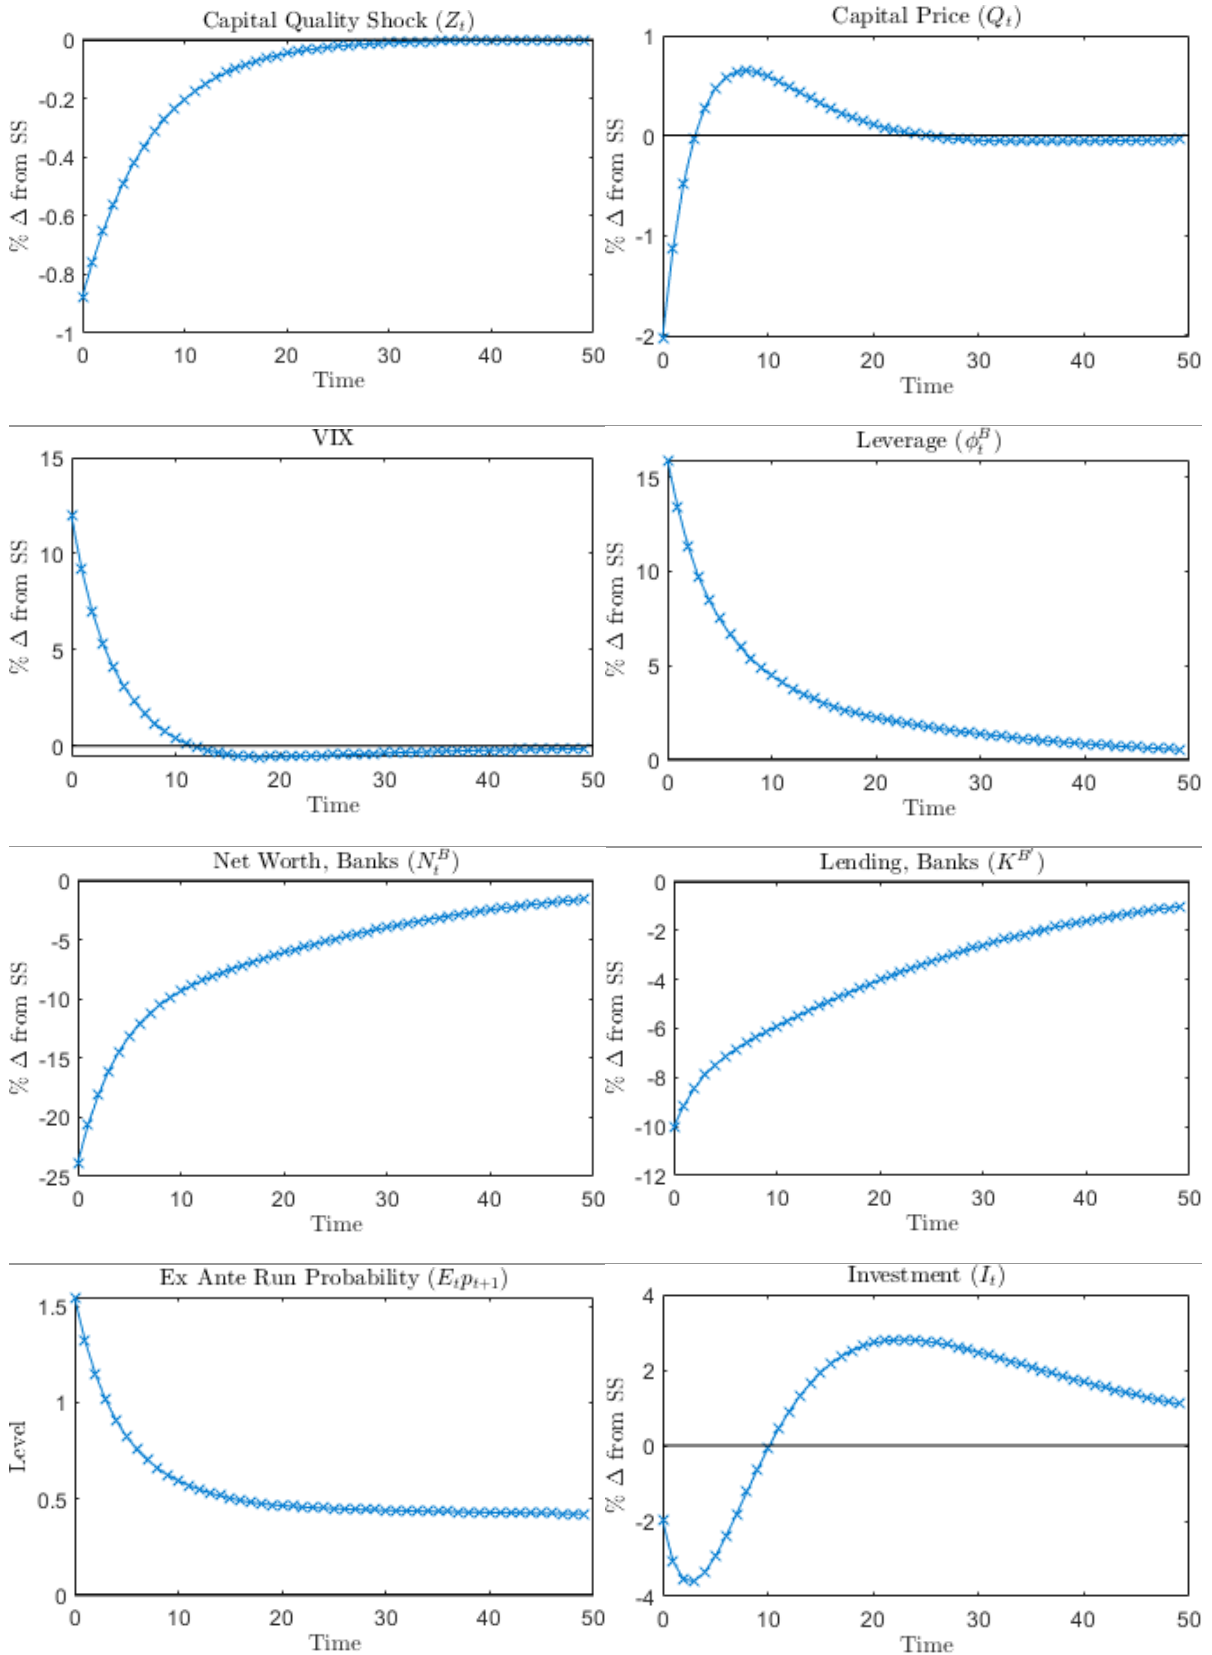 Capital Quality Shock (Z_t)
% Δ from SS
0
-0.2
-0.4
-0.6
-0.8
-1
0 10 20 30 40 50
Time
Capital Price (Q_t)
% Δ from SS
1
0
-1
-2
0 10 20 30 40 50
Time
VIX
% Δ from SS
15
10
5
0
0 10 20 30 40 50
Time
Leverage (ϕ_t^B)
% Δ from SS
15
10
5
0
0 10 20 30 40 50
Time
Net Worth, Banks (N_t^B)
% Δ from SS
0
-5
-10
-15
-20
-25
0 10 20 30 40 50
Time
Lending, Banks (K^{B'})
% Δ from SS
0
-2
-4
-6
-8
-10
-12
0 10 20 30 40 50
Time
Ex Ante Run Probability (E_t p_{t+1})
Level
1.5
1
0.5
0
0 10 20 30 40 50
Time
Investment (I_t)
% Δ from SS
4
2
0
-2
-4
0 10 20 30 40 50
Time